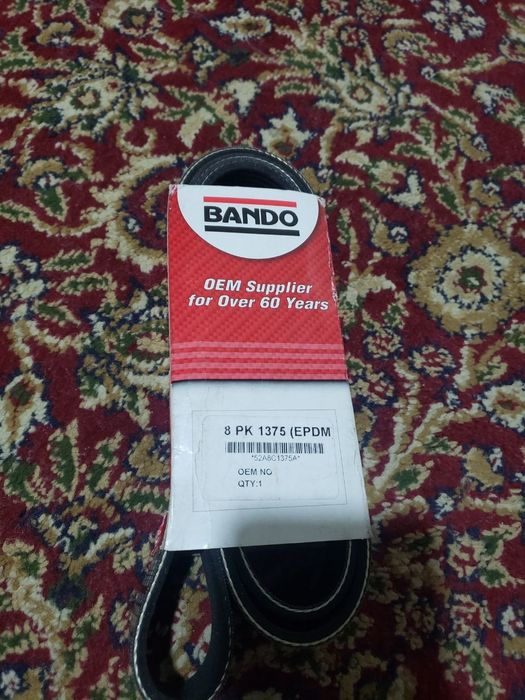 BANDO
OEM Supplier
for Over 60 Years
8 PK 1375 (EPDM
*52A8C1375A*
OEM NO
QTY:1